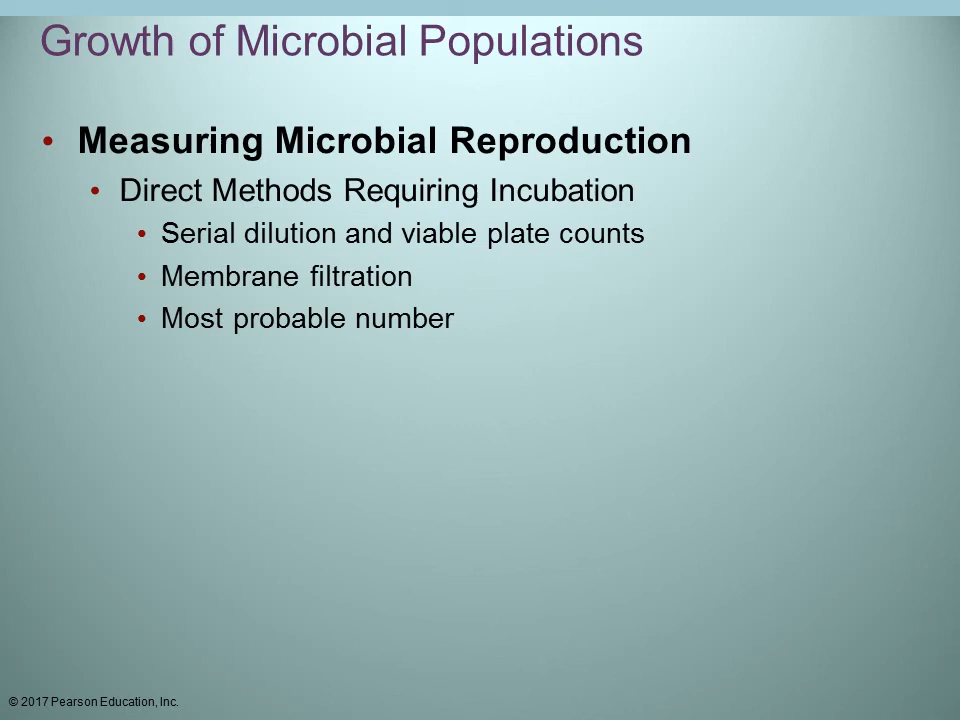 Growth of Microbial Populations
• Measuring Microbial Reproduction
• Direct Methods Requiring Incubation
• Serial dilution and viable plate counts
• Membrane filtration
• Most probable number
© 2017 Pearson Education, Inc.